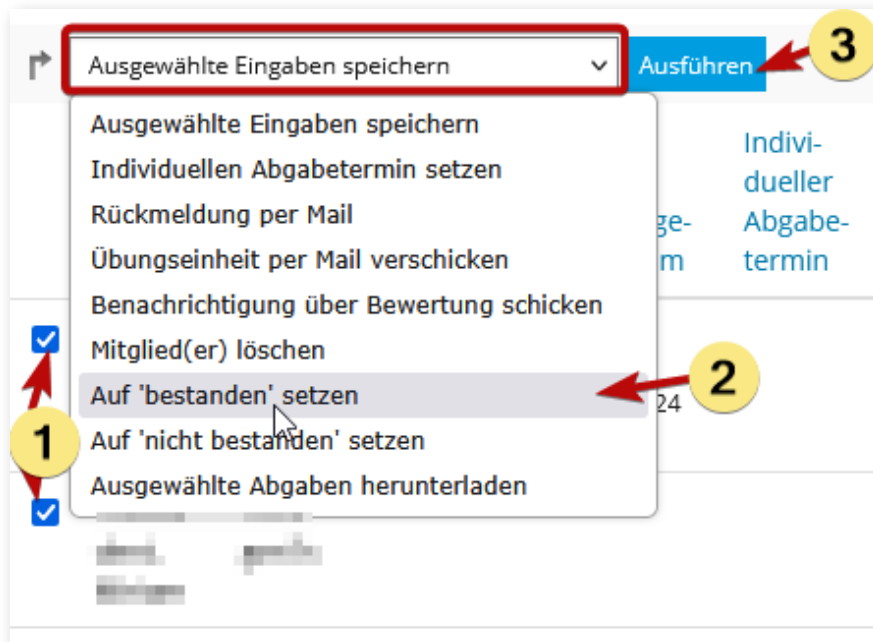 Ausgewählte Eingaben speichern
Ausführen
3
Ausgewählte Eingaben speichern
Individuellen Abgabetermin setzen
Rückmeldung per Mail
Übungseinheit per Mail verschicken
Benachrichtigung über Bewertung schicken
Mitglied(er) löschen
Auf 'bestanden' setzen
Auf 'nicht bestanden' setzen
Ausgewählte Abgaben herunterladen
ge-
m
Indivi-
dueller
Abgabe-
termin
2
24
1